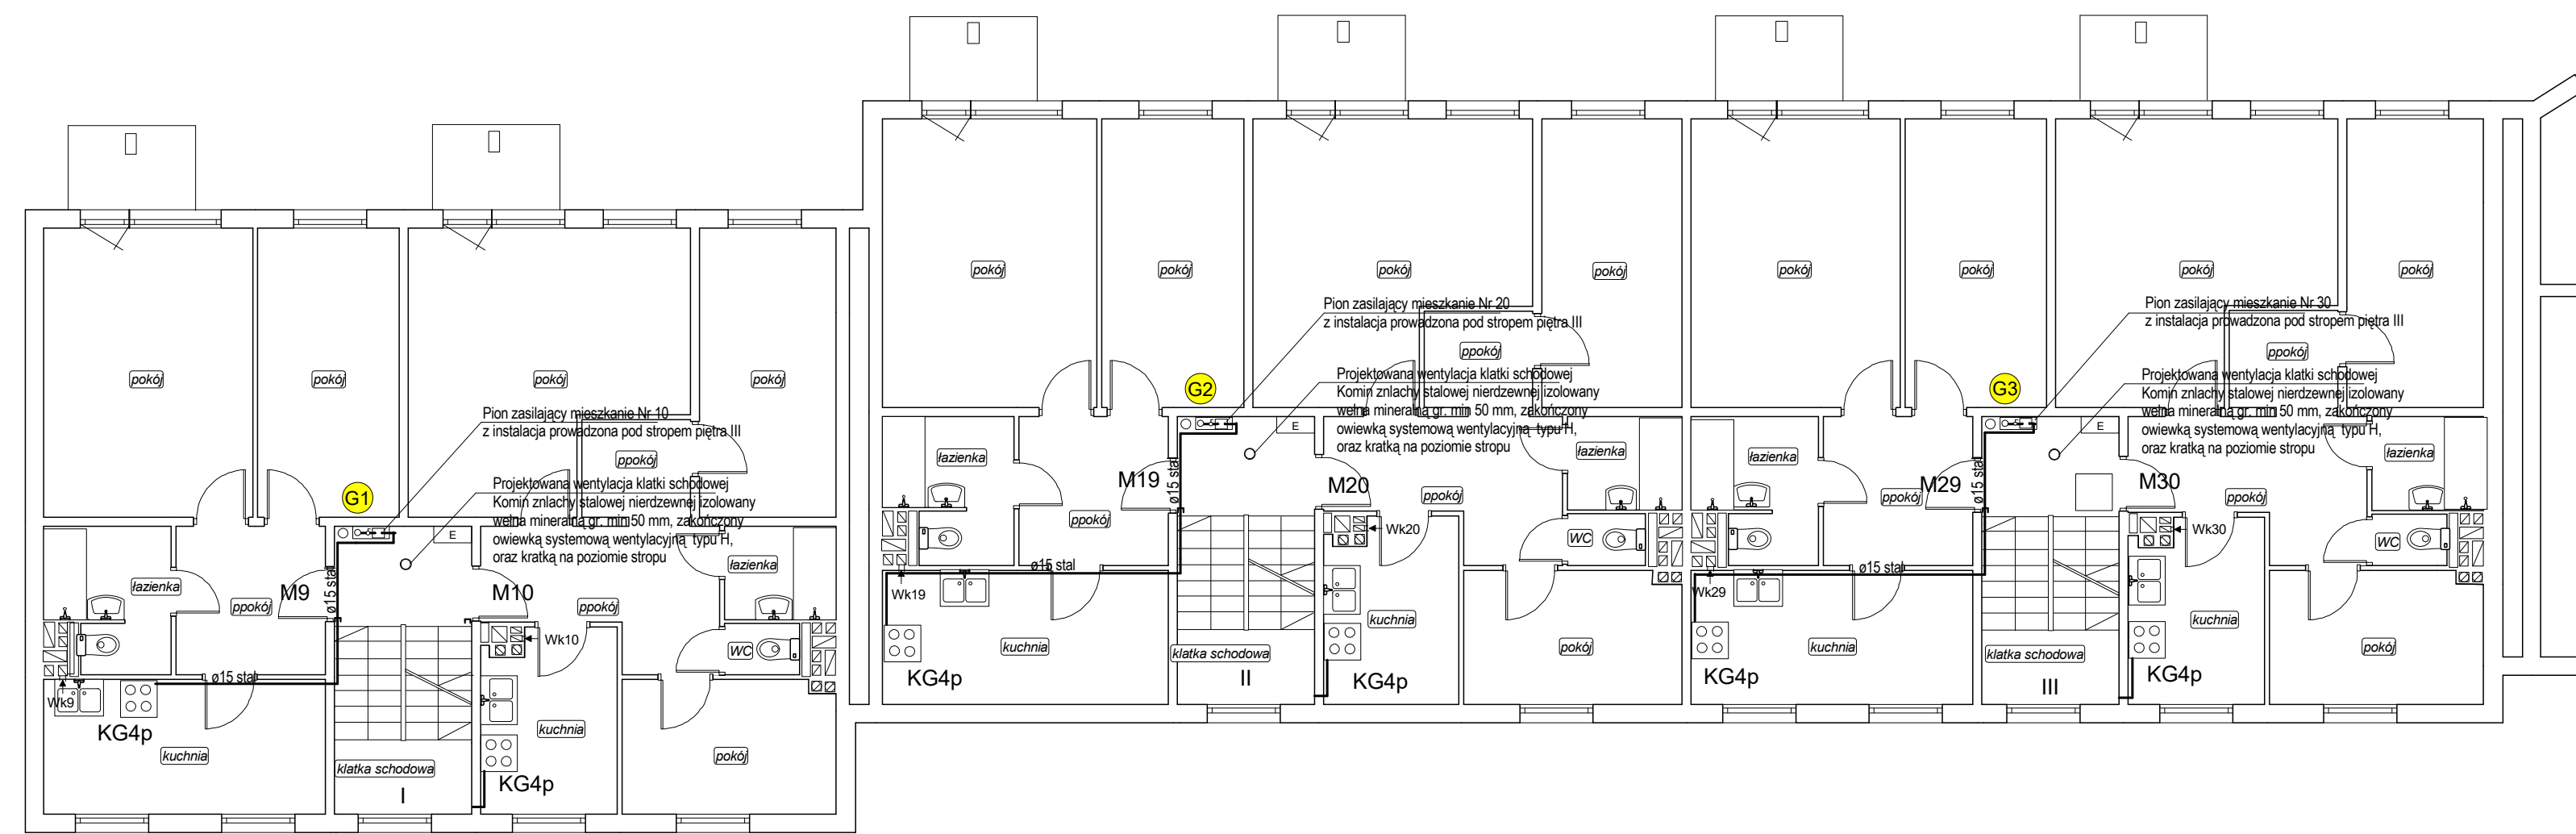 pokój
pokój
pokój
pokój
Pion zasilający mieszkanie Nr 10
z instalacja prowadzona pod stropem piętra III
ppokój
G1
Projektowana wentylacja klatki schodowej
Komin znlachy stalowej nierdzewnej izolowany
wełna mineralną gr. min 50 mm, zakończony
owiewką systemową wentylacyjną typu H,
oraz kratką na poziomie stropu
E
łazienka
łazienka
ppokój
M9
ø15 stal
M10
ppokój
Wk10
WC
ø15 stal
Wk9
KG4p
kuchnia
kuchnia
pokój
klatka schodowa
I
KG4p
pokój
pokój
pokój
pokój
Pion zasilający mieszkanie Nr 20
z instalacja prowadzona pod stropem piętra III
ppokój
G2
Projektowana wentylacja klatki schodowej
Komin znlachy stalowej nierdzewnej izolowany
wełna mineralną gr. min 50 mm, zakończony
owiewką systemową wentylacyjną typu H,
oraz kratką na poziomie stropu
E
łazienka
łazienka
M19
ø15 stal
M20
ppokój
ppokój
Wk20
WC
ø15 stal
Wk19
kuchnia
kuchnia
pokój
klatka schodowa
KG4p
II
KG4p
pokój
pokój
pokój
pokój
Pion zasilający mieszkanie Nr 30
z instalacja prowadzona pod stropem piętra III
ppokój
G3
Projektowana wentylacja klatki schodowej
Komin znlachy stalowej nierdzewnej izolowany
wełna mineralną gr. min 50 mm, zakończony
owiewką systemową wentylacyjną typu H,
oraz kratką na poziomie stropu
E
łazienka
łazienka
ppokój
M29
ø15 stal
M30
ppokój
Wk30
WC
ø15 stal
Wk29
kuchnia
kuchnia
pokój
klatka schodowa
KG4p
III
KG4p